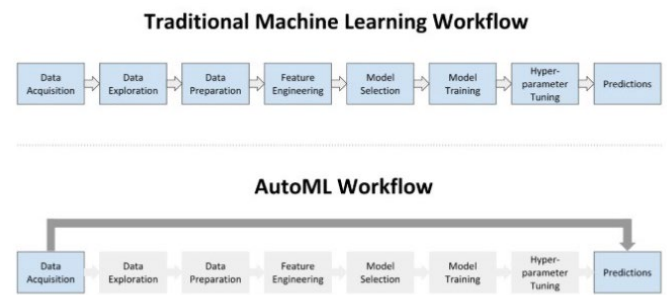 Traditional Machine Learning Workflow
Data
Acquisition
Data
Exploration
Data
Preparation
Feature
Engineering
Model
Selection
Model
Training
Hyper-
parameter
Tuning
Predictions
AutoML Workflow
Data
Acquisition
Data
Exploration
Data
Preparation
Feature
Engineering
Model
Selection
Model
Training
Hyper-
parameter
Tuning
Predictions